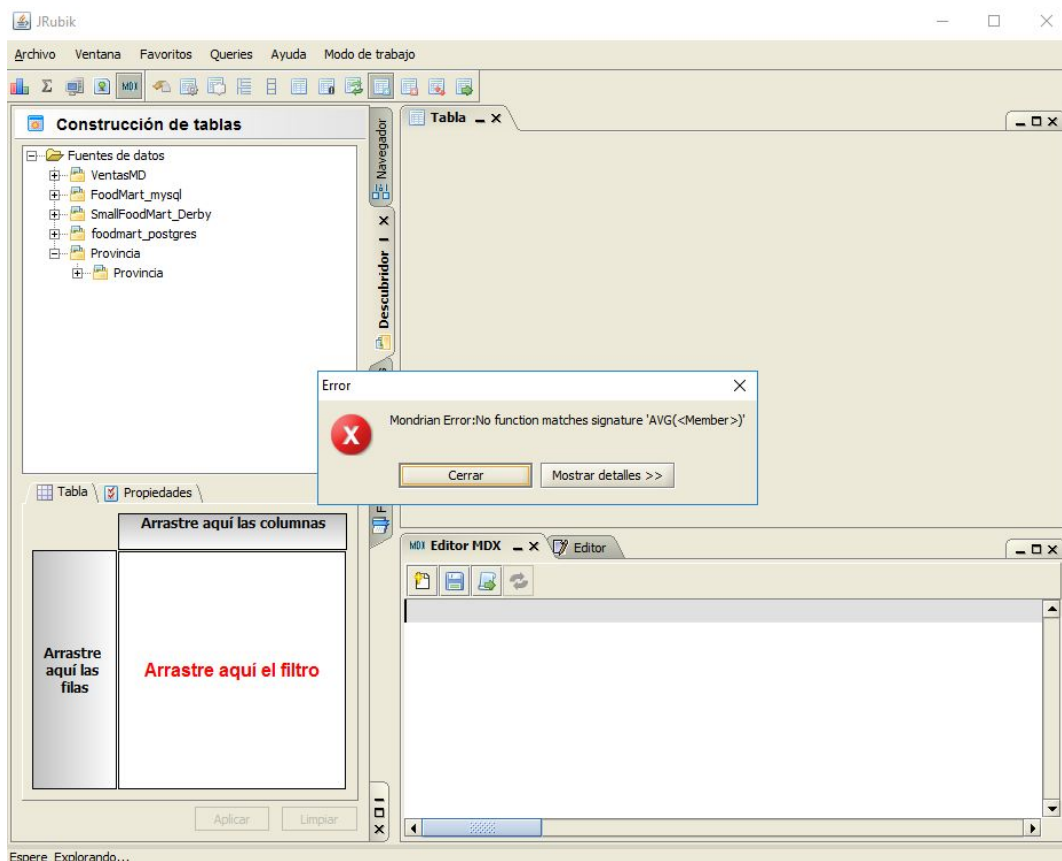 JRubik
Archivo Ventana Favoritos Queries Ayuda Modo de trabajo
MDX
Construcción de tablas
Fuentes de datos
VentasMD
FoodMart_mysql
SmallFoodMart_Derby
foodmart_postgres
Provincia
Provincia
Navegador
Descubridor
Tabla
Error
Mondrian Error:No function matches signature 'AVG(<Member>)'
Cerrar
Mostrar detalles >>
Tabla
Propiedades
Arrastre aquí las columnas
Arrastre
aquí las
filas
Arrastre aquí el filtro
Aplicar
Limpiar
MDX Editor MDX
Editor
Espere Explorando...